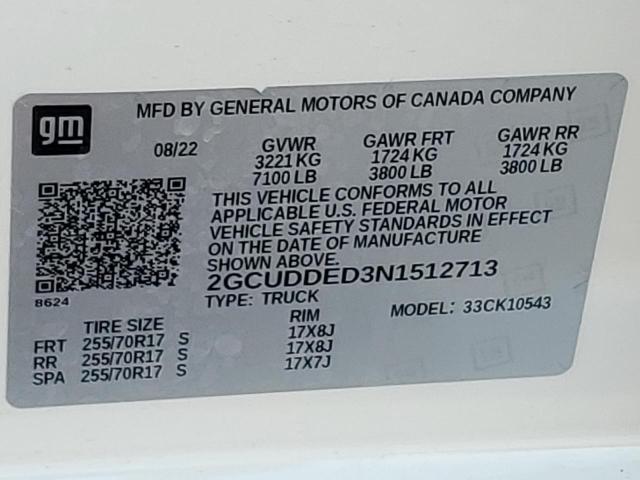 gm
MFD BY GENERAL MOTORS OF CANADA COMPANY
08/22 GVWR GAWR FRT GAWR RR
3221 KG 1724 KG 1724 KG
7100 LB 3800 LB 3800 LB
THIS VEHICLE CONFORMS TO ALL
APPLICABLE U.S. FEDERAL MOTOR
VEHICLE SAFETY STANDARDS IN EFFECT
ON THE DATE OF MANUFACTURE
SHOWN ABOVE.
8624
2GCUDDED3N1512713
TYPE: TRUCK MODEL: 33CK10543
TIRE SIZE RIM
FRT 255/70R17 S 17X8J
RR 255/70R17 S 17X8J
SPA 255/70R17 S 17X7J